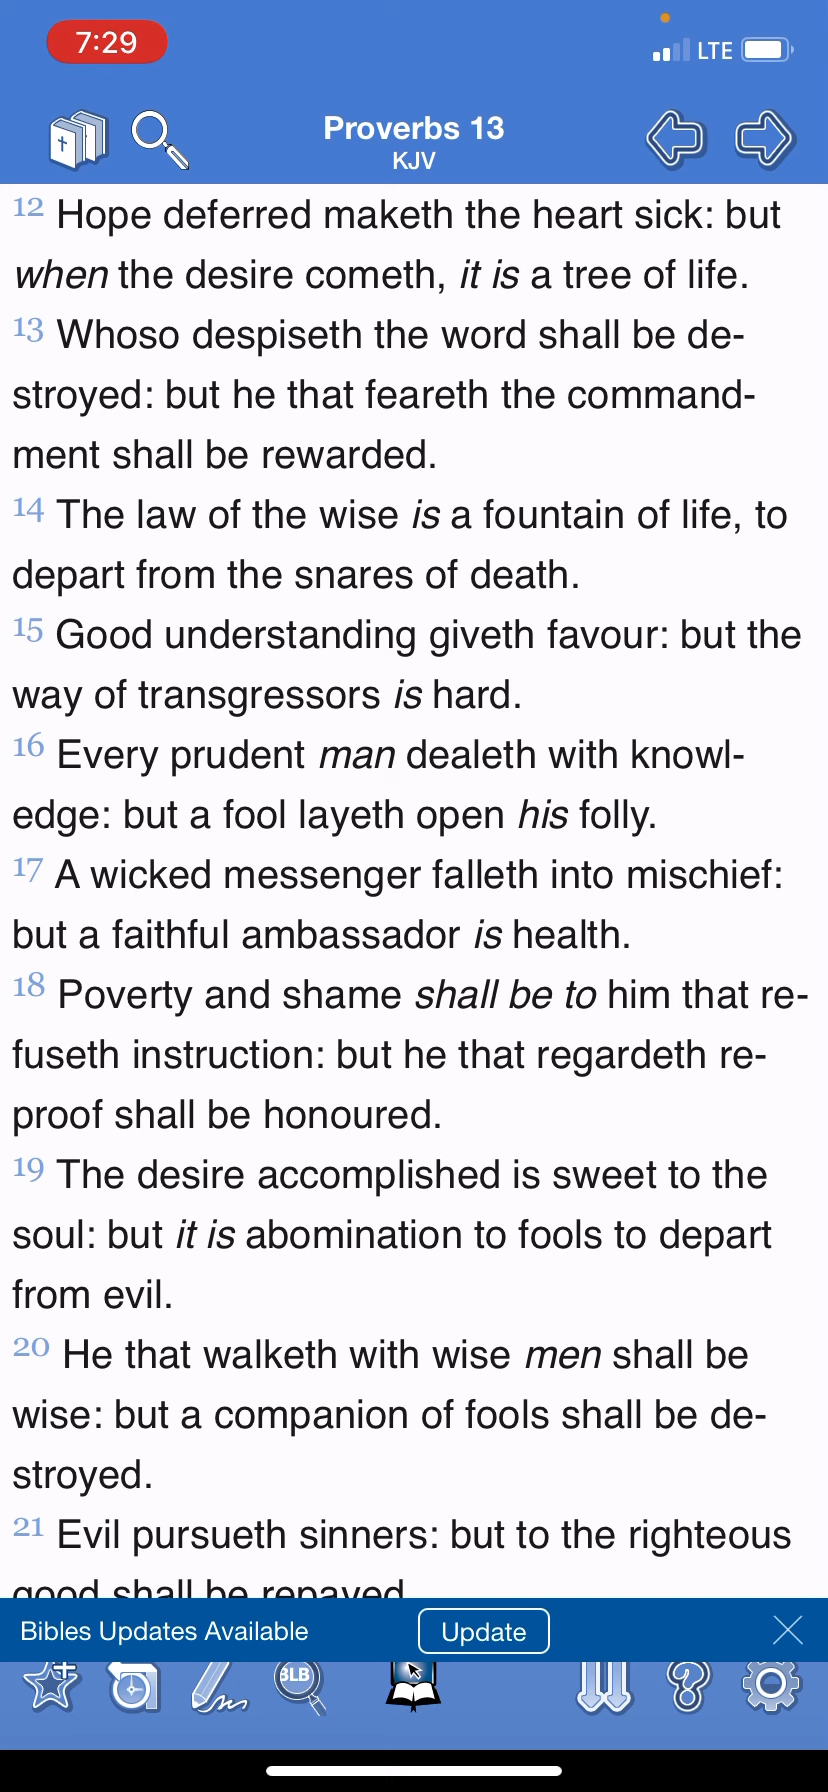 7:29
LTE
Proverbs 13
KJV
12 Hope deferred maketh the heart sick: but
when the desire cometh, it is a tree of life.
13 Whoso despiseth the word shall be de-
stroyed: but he that feareth the command-
ment shall be rewarded.
14 The law of the wise is a fountain of life, to
depart from the snares of death.
15 Good understanding giveth favour: but the
way of transgressors is hard.
16 Every prudent man dealeth with knowl-
edge: but a fool layeth open his folly.
17 A wicked messenger falleth into mischief:
but a faithful ambassador is health.
18 Poverty and shame shall be to him that re-
fuseth instruction: but he that regardeth re-
proof shall be honoured.
19 The desire accomplished is sweet to the
soul: but it is abomination to fools to depart
from evil.
20 He that walketh with wise men shall be
wise: but a companion of fools shall be de-
stroyed.
21 Evil pursueth sinners: but to the righteous
good shall be repayed
Bibles Updates Available
Update
BLB